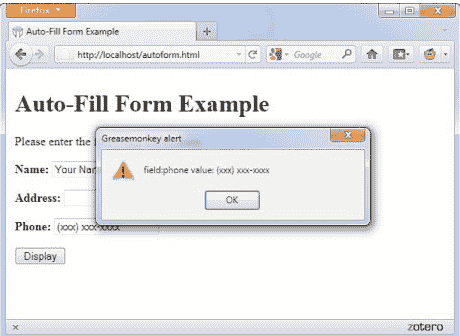 Firefox
Auto-Fill Form Example
http://localhost/autoform.html
Google
Auto-Fill Form Example
Please enter the
Greasemonkey alert
field:phone value: (xxx) xxx-xxxx
OK
Name: Your Nam
Address:
Phone: (xxx) xxx-xxxx
Display
zotero